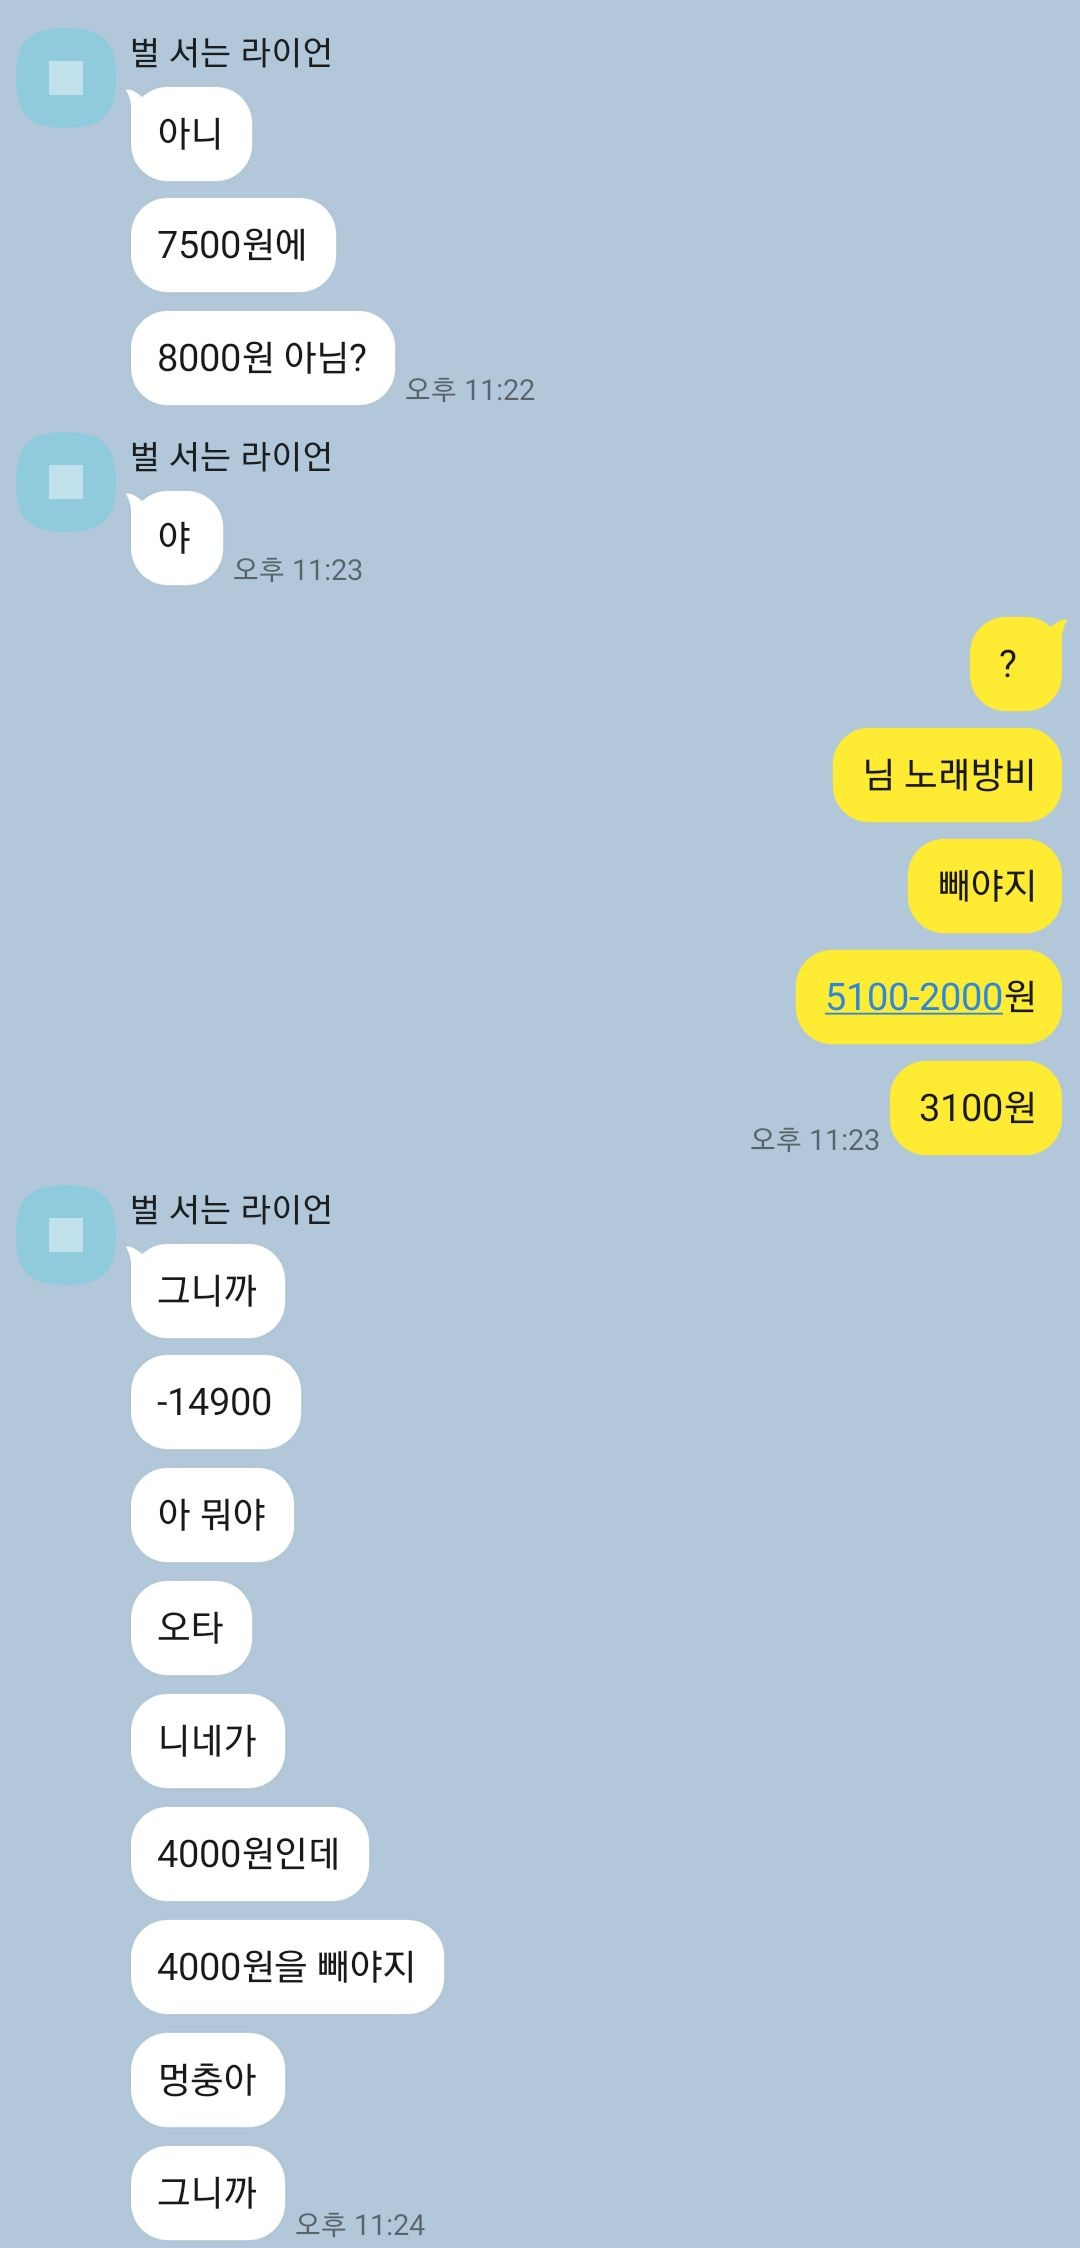 벌 서는 라이언
아니
7500원에
8000원 아님?
오후 11:22
벌 서는 라이언
야
오후 11:23
?
님 노래방비
빼야지
5100-2000원
3100원
오후 11:23
벌 서는 라이언
그니까
-14900
아 뭐야
오타
니네가
4000원인데
4000원을 빼야지
멍충아
그니까
오후 11:24